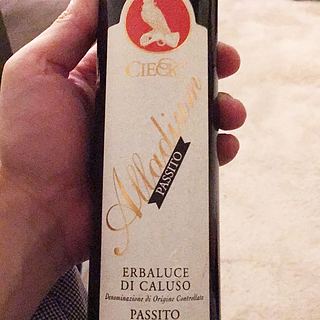 CIECK
Alladium
PASSITO
ERBALUCE
DI CALUSO
Denominazione di Origine Controllata
PASSITO